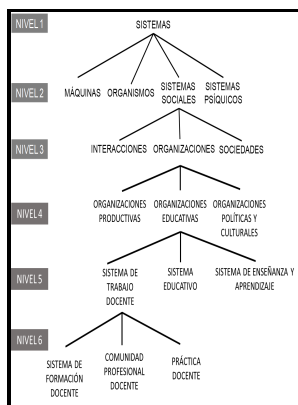 NIVEL 1
SISTEMAS
NIVEL 2
MÁQUINAS
ORGANISMOS
SISTEMAS
SOCIALES
SISTEMAS
PSÍQUICOS
NIVEL 3
INTERACCIONES
ORGANIZACIONES
SOCIEDADES
NIVEL 4
ORGANIZACIONES
PRODUCTIVAS
ORGANIZACIONES
EDUCATIVAS
ORGANIZACIONES
POLÍTICAS Y
CULTURALES
NIVEL 5
SISTEMA DE
TRABAJO
DOCENTE
SISTEMA
EDUCATIVO
SISTEMA DE ENSEÑANZA Y
APRENDIZAJE
NIVEL 6
SISTEMA DE
FORMACIÓN
DOCENTE
COMUNIDAD
PROFESIONAL
DOCENTE
PRÁCTICA
DOCENTE